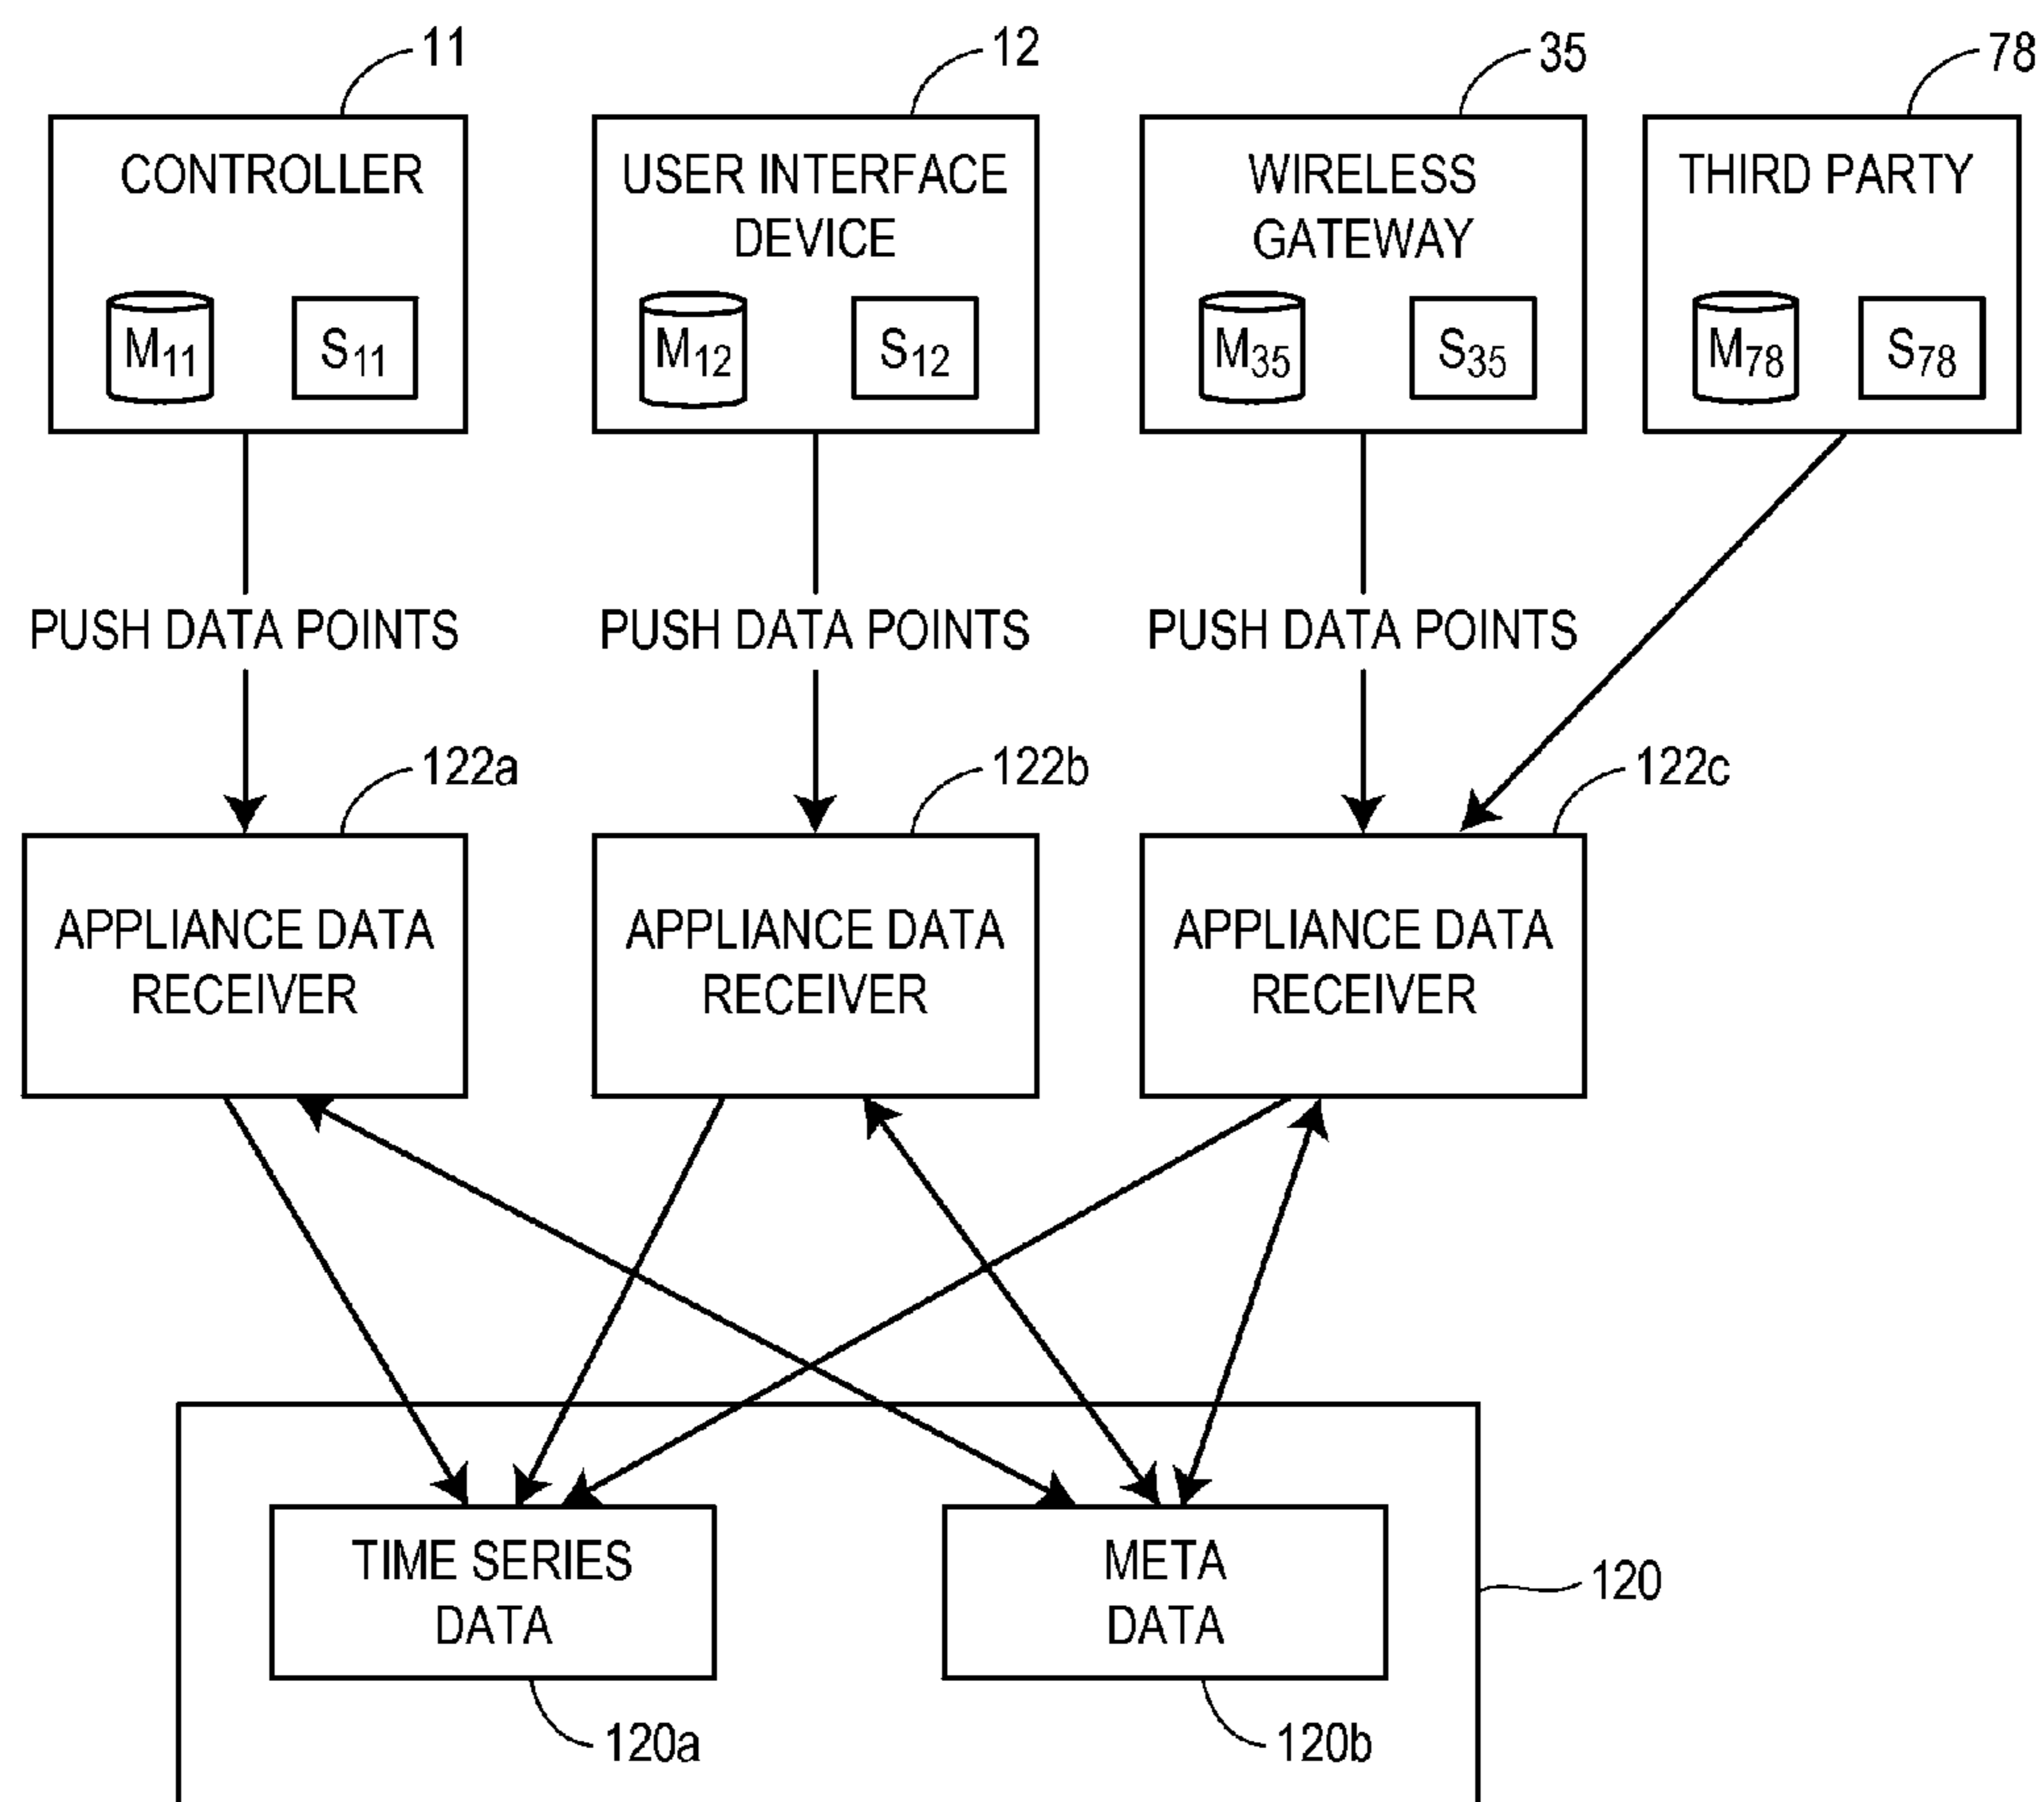 11
12
35
78
CONTROLLER
USER INTERFACE
DEVICE
WIRELESS
GATEWAY
THIRD PARTY
M11
S11
M12
S12
M35
S35
M78
S78
PUSH DATA POINTS
PUSH DATA POINTS
PUSH DATA POINTS
122a
122b
122c
APPLIANCE DATA
RECEIVER
APPLIANCE DATA
RECEIVER
APPLIANCE DATA
RECEIVER
TIME SERIES
DATA
META
DATA
120
120a
120b